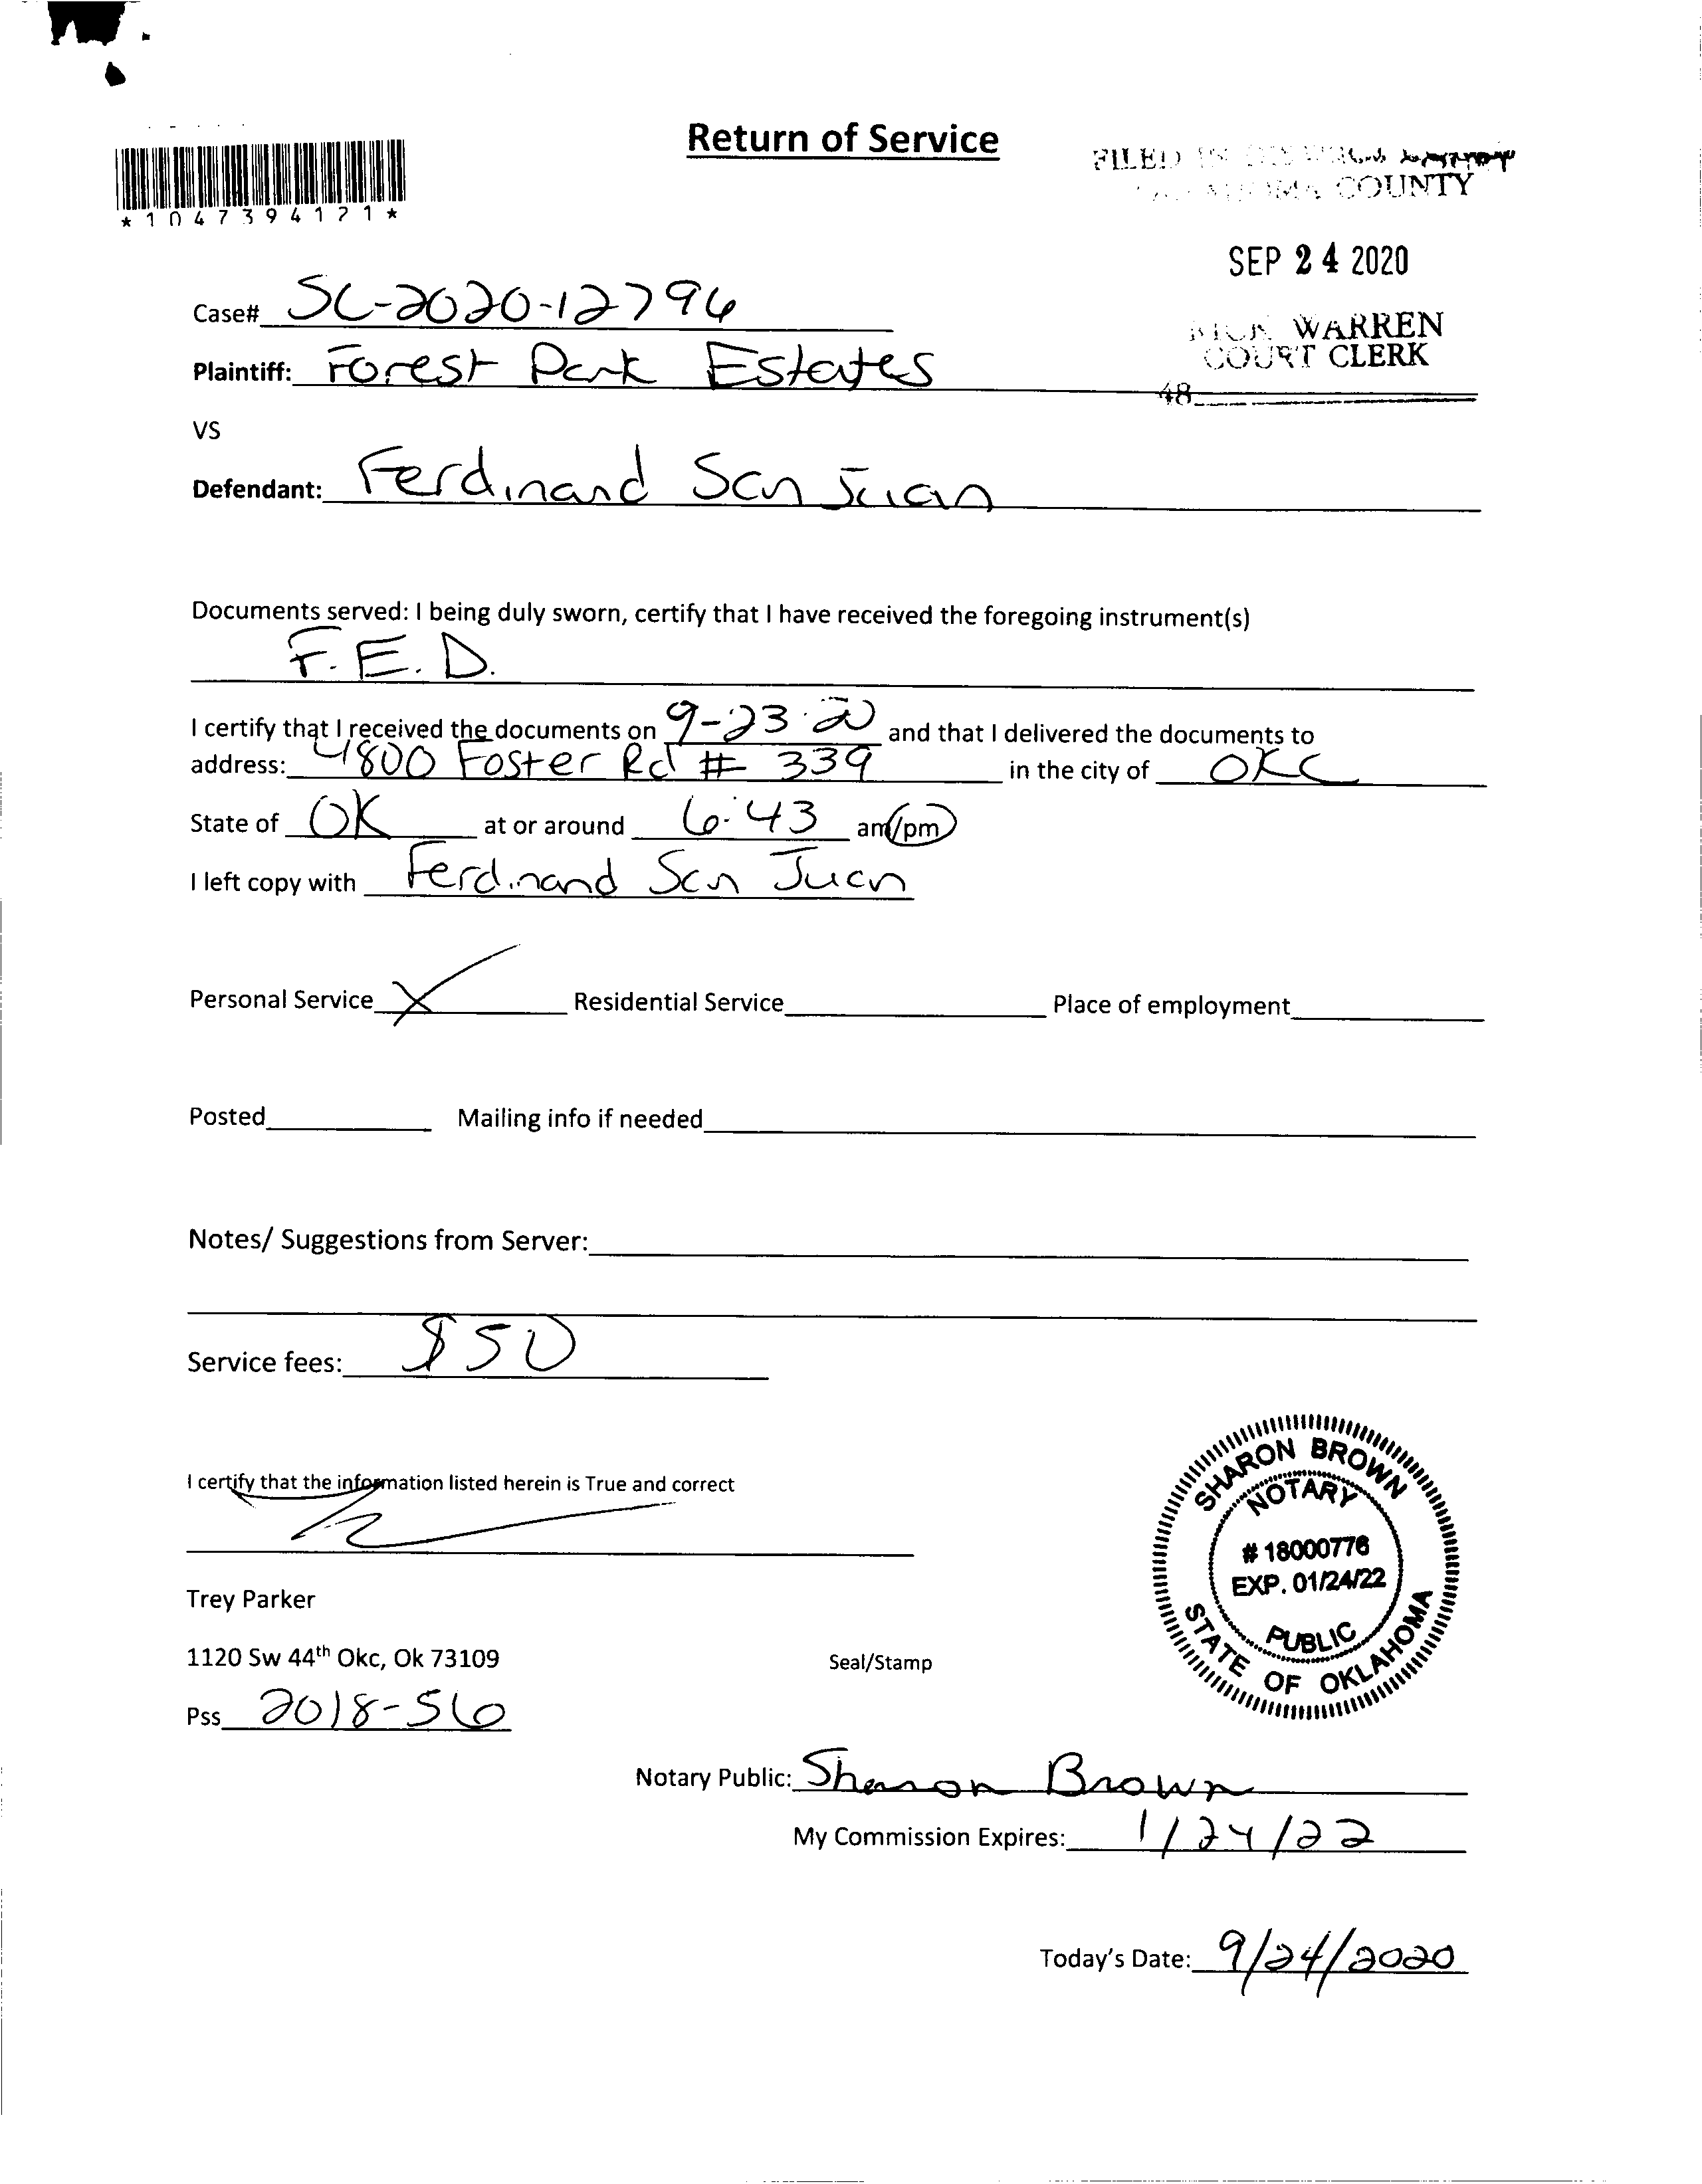 Return of Service
FILED IN DISTRICT COURT
OKLAHOMA COUNTY
*1047394121*
SEP 24 2020
RICK WARREN
COURT CLERK
48
Case# SC-2020-12796
Plaintiff: Forest Park Estates
VS
Defendant: Ferdinand San Juan
Documents served: I being duly sworn, certify that I have received the foregoing instrument(s)
F.E.D.
I certify that I received the documents on 9-23-20 and that I delivered the documents to
address: 4800 Foster Rd # 339 in the city of OKC
State of OK at or around 6:43 am/pm
I left copy with Ferdinand San Juan
Personal Service X Residential Service Place of employment
Posted Mailing info if needed
Notes/ Suggestions from Server:
Service fees: $50
I certify that the information listed herein is True and correct
Trey Parker
1120 Sw 44th Okc, Ok 73109
Pss 2018-56
Seal/Stamp
SHARON BROWN
NOTARY
# 18000776
EXP. 01/24/22
PUBLIC
STATE OF OKLAHOMA
Notary Public: Sharon Brown
My Commission Expires: 1/24/22
Today's Date: 9/24/2020